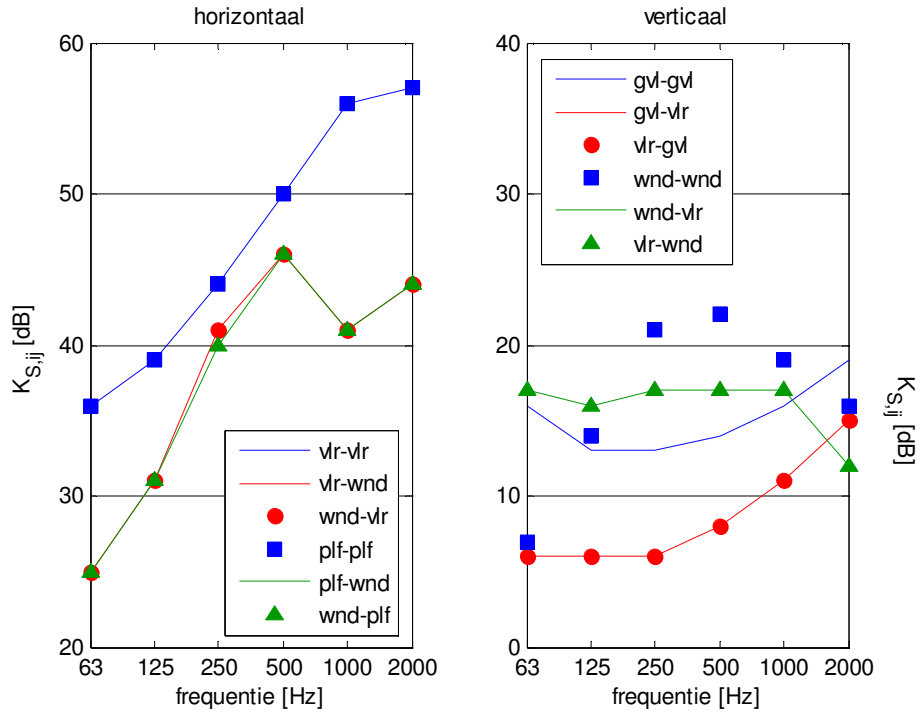 horizontaal
60
50
40
30
20
K_S,ij [dB]
63 125 250 500 1000 2000
frequentie [Hz]
vlr-vlr
vlr-wnd
wnd-vlr
plf-plf
plf-wnd
wnd-plf
verticaal
40
30
20
10
0
K_S,ij [dB]
63 125 250 500 1000 2000
frequentie [Hz]
gvl-gvl
gvl-vlr
vlr-gvl
wnd-wnd
wnd-vlr
vlr-wnd